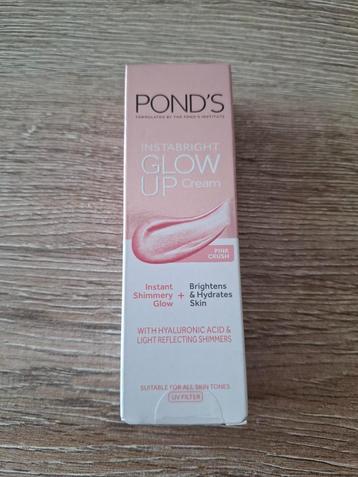 POND'S
FORMULATED BY THE POND'S INSTITUTE
INSTABRIGHT
GLOW
UP Cream
PINK
CRUSH
Instant
Shimmery
Glow
+
Brightens
& Hydrates
Skin
WITH HYALURONIC ACID &
LIGHT REFLECTING SHIMMERS
SUITABLE FOR ALL SKIN TONES
UV FILTER